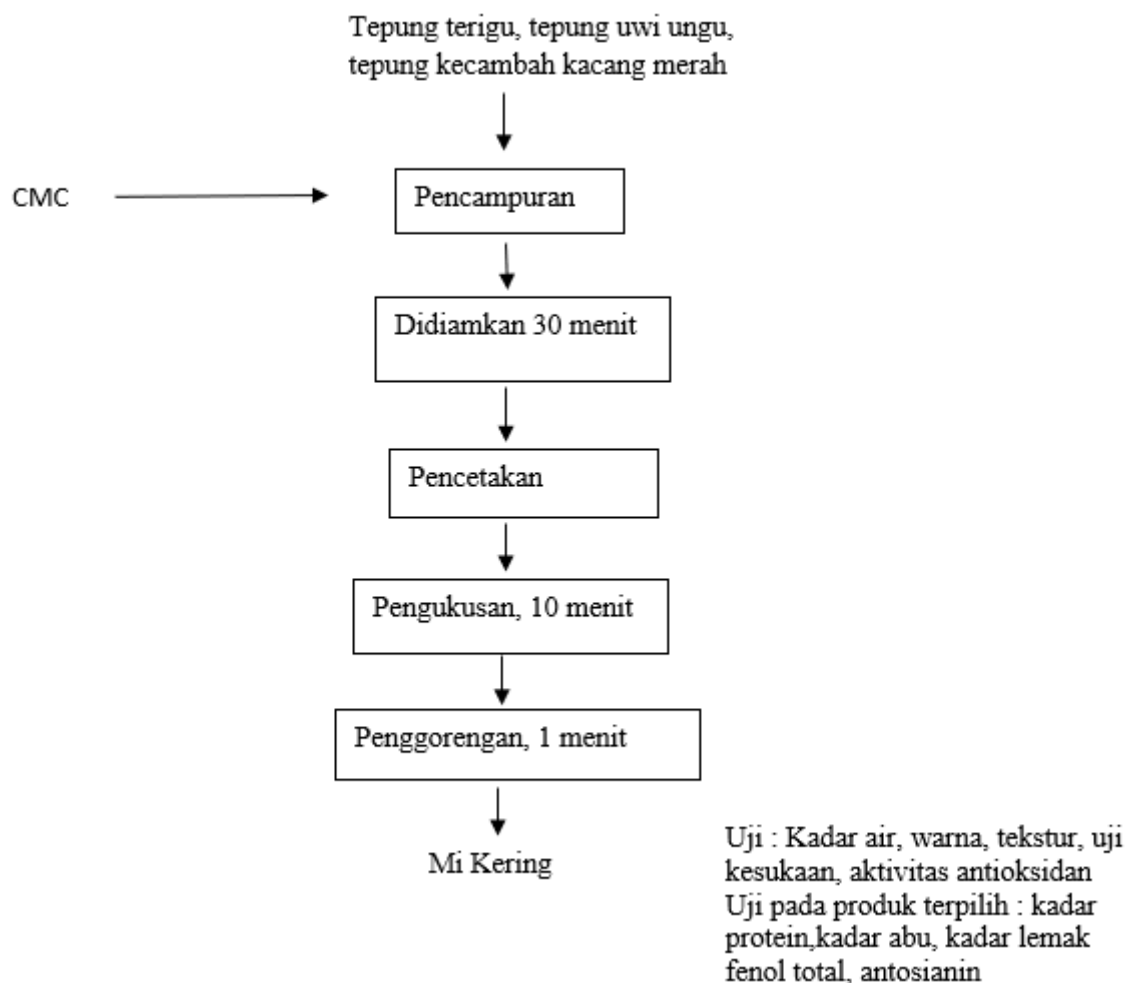 Tepung terigu, tepung uwi ungu,
tepung kecambah kacang merah
CMC
Pencampuran
Didiamkan 30 menit
Pencetakan
Pengukusan, 10 menit
Penggorengan, 1 menit
Mi Kering
Uji : Kadar air, warna, tekstur, uji
kesukaan, aktivitas antioksidan
Uji pada produk terpilih : kadar
protein,kadar abu, kadar lemak
fenol total, antosianin